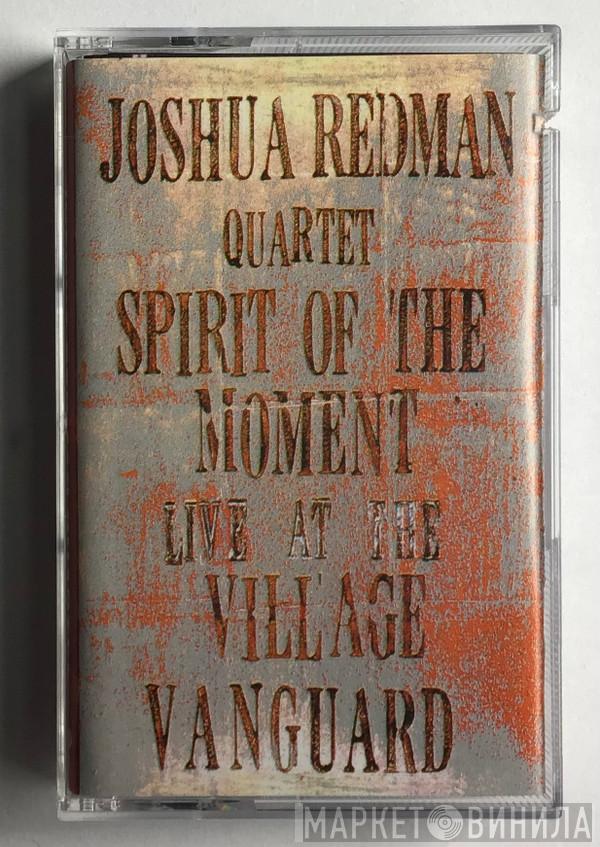 JOSHUA REDMAN
QUARTET
SPIRIT OF THE
MOMENT
LIVE AT THE
VILLAGE
VANGUARD
МАРКЕТ ВИНИЛА